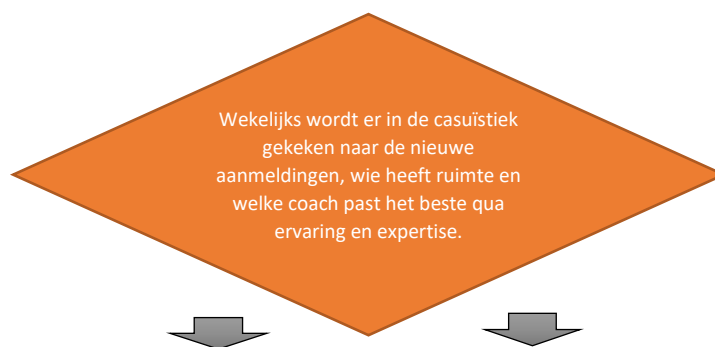 Wekelijks wordt er in de casuïstiek
gekeken naar de nieuwe
aanmeldingen, wie heeft ruimte en
welke coach past het beste qua
ervaring en expertise.